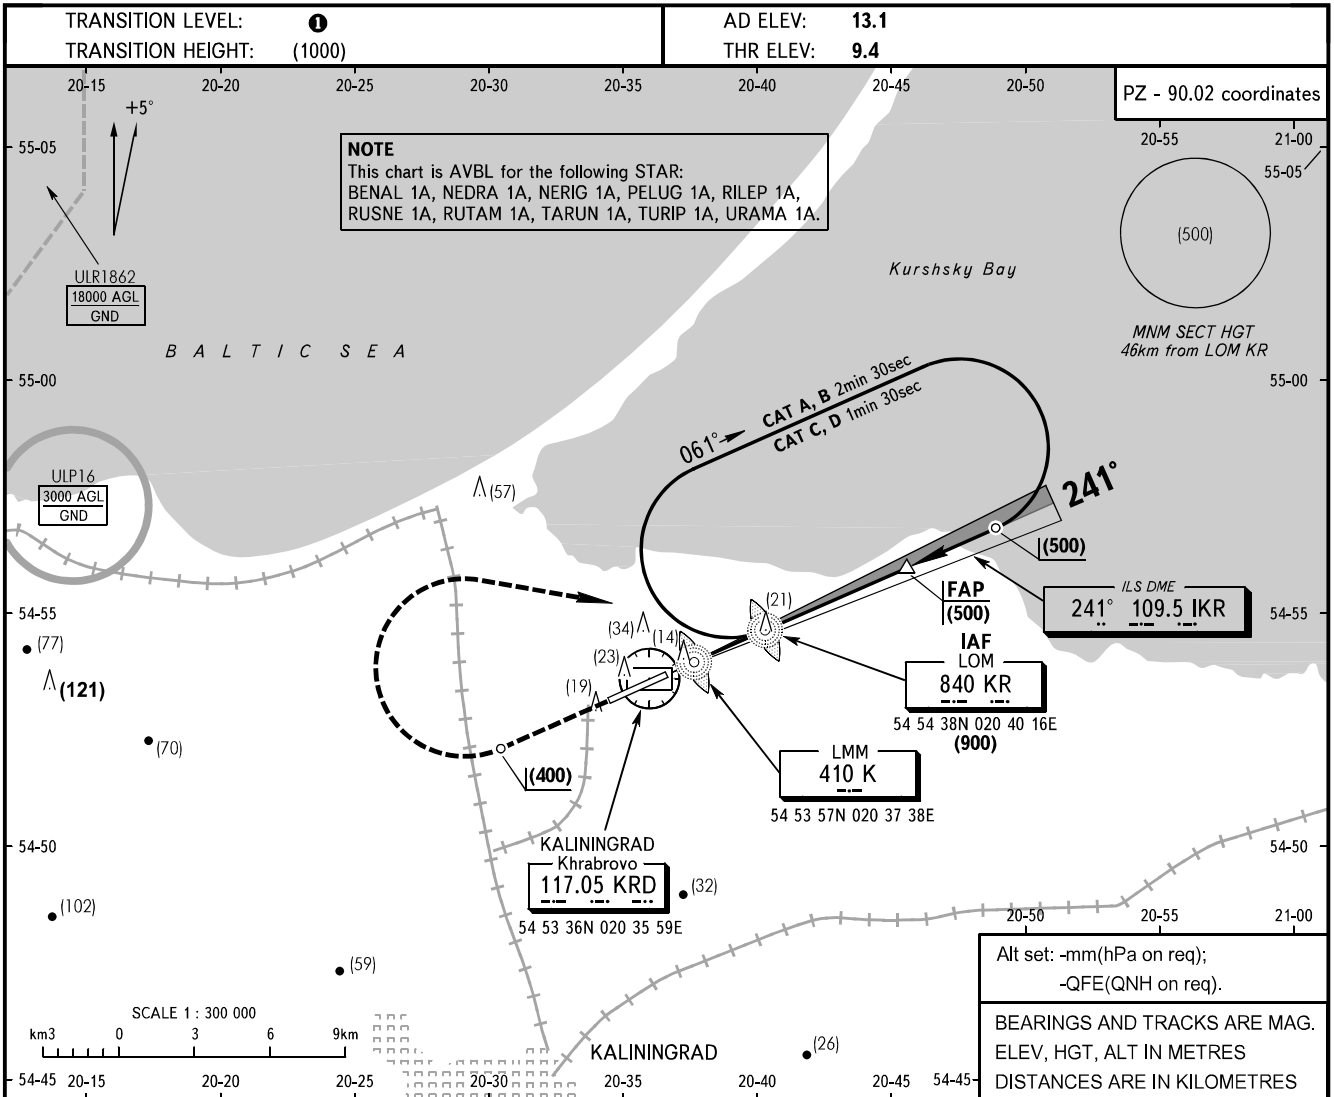 TRANSITION LEVEL: 1
TRANSITION HEIGHT: (1000)
AD ELEV: 13.1
THR ELEV: 9.4
20-15 20-20 20-25 20-30 20-35 20-40 20-45 20-50
PZ - 90.02 coordinates
+5°
20-55 21-00
55-05
55-05
NOTE
This chart is AVBL for the following STAR:
BENAL 1A, NEDRA 1A, NERIG 1A, PELUG 1A, RILEP 1A,
RUSNE 1A, RUTAM 1A, TARUN 1A, TURIP 1A, URAMA 1A.
(500)
ULR1862
18000 AGL
GND
Kurshsky Bay
MNM SECT HGT
46km from LOM KR
BALTIC SEA
55-00
55-00
CAT A, B 2min 30sec
CAT C, D 1min 30sec
061°
241°
ULP16
3000 AGL
GND
(57)
(500)
FAP
(500)
ILS DME
241° 109.5 IKR
54-55
54-55
(21)
(34)
(14)
(23)
(19)
(77)
(121)
IAF
LOM
840 KR
54 54 38N 020 40 16E
(900)
(70)
(400)
LMM
410 K
54 53 57N 020 37 38E
54-50
54-50
KALININGRAD
Khrabrovo
117.05 KRD
54 53 36N 020 35 59E
(32)
(102)
20-50 20-55 21-00
(59)
Alt set: -mm(hPa on req);
-QFE(QNH on req).
SCALE 1 : 300 000
km3 0 3 6 9km
KALININGRAD
(26)
BEARINGS AND TRACKS ARE MAG.
ELEV, HGT, ALT IN METRES
DISTANCES ARE IN KILOMETRES
54-45 20-15 20-20 20-25 20-30 20-35 20-40 20-45 54-45